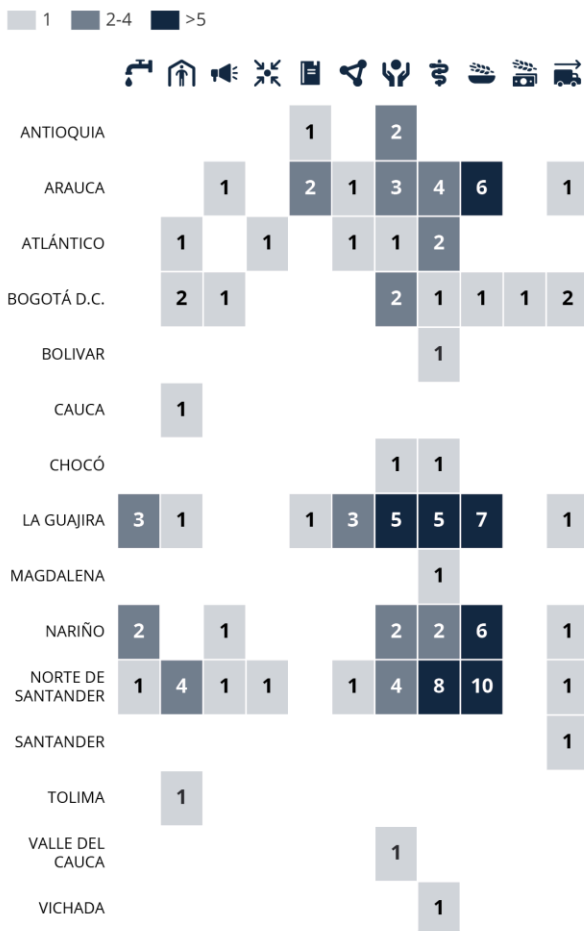 1 2-4 >5
ANTIOQUIA 1 2
ARAUCA 1 2 1 3 4 6 1
ATLÁNTICO 1 1 1 1 2
BOGOTÁ D.C. 2 1 2 1 1 1 2
BOLIVAR 1
CAUCA 1
CHOCÓ 1 1
LA GUAJIRA 3 1 1 3 5 5 7 1
MAGDALENA 1
NARIÑO 2 1 2 2 6 1
NORTE DE
SANTANDER 1 4 1 1 1 4 8 10 1
SANTANDER 1
TOLIMA 1
VALLE DEL
CAUCA 1
VICHADA 1